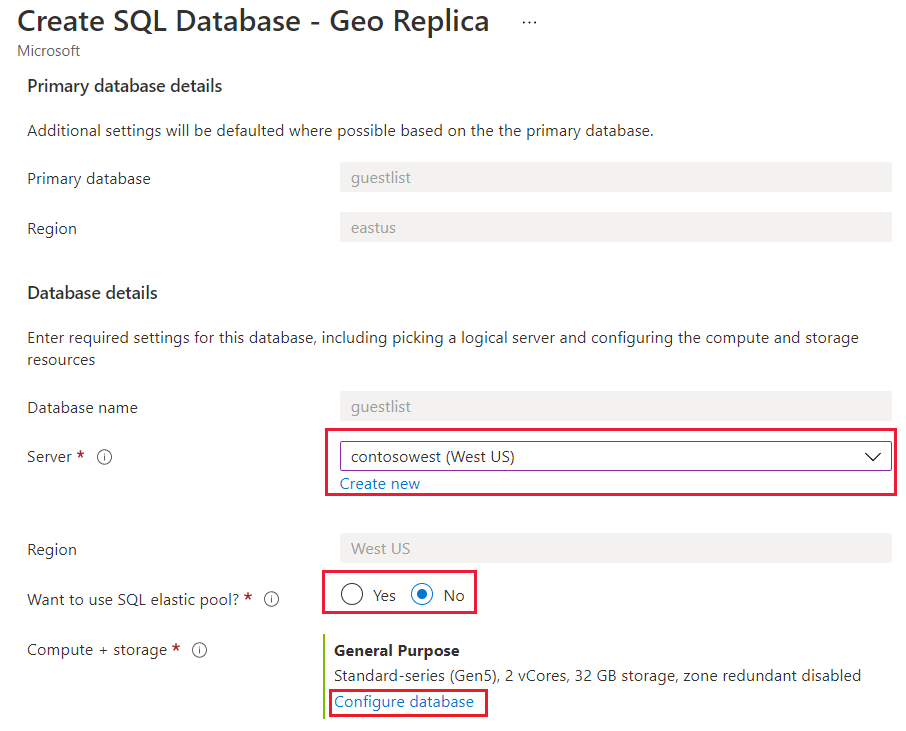 Create SQL Database - Geo Replica ...
Microsoft
Primary database details
Additional settings will be defaulted where possible based on the the primary database.
Primary database guestlist
Region eastus
Database details
Enter required settings for this database, including picking a logical server and configuring the compute and storage
resources
Database name guestlist
Server * contosowest (West US)
Create new
Region West US
Want to use SQL elastic pool? * Yes No
Compute + storage * General Purpose
Standard-series (Gen5), 2 vCores, 32 GB storage, zone redundant disabled
Configure database